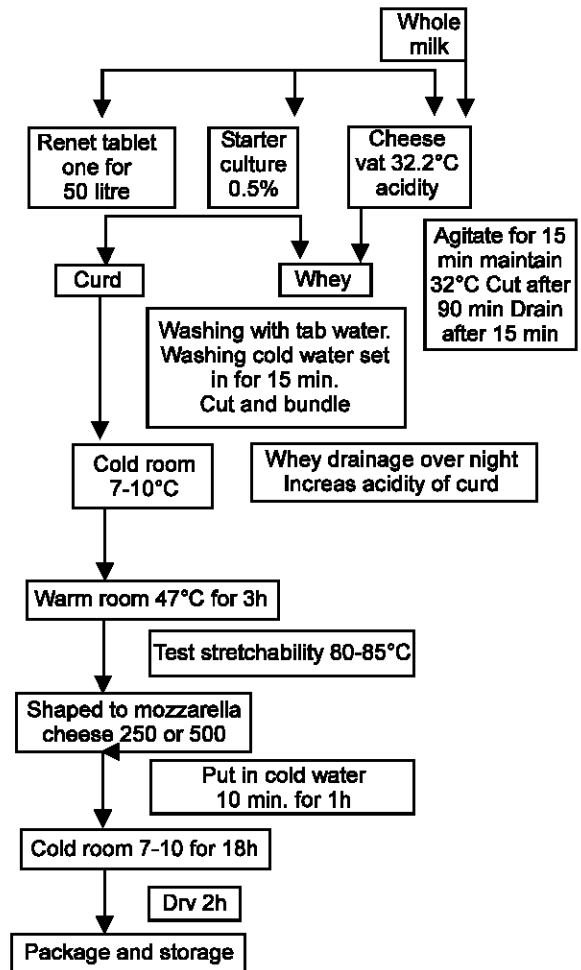 Whole
milk
Renet tablet
one for
50 litre
Starter
culture
0.5%
Cheese
vat 32.2°C
acidity
Agitate for 15
min maintain
32°C Cut after
90 min Drain
after 15 min
Curd
Whey
Washing with tab water.
Washing cold water set
in for 15 min.
Cut and bundle
Cold room
7-10°C
Whey drainage over night
Increas acidity of curd
Warm room 47°C for 3h
Test stretchability 80-85°C
Shaped to mozzarella
cheese 250 or 500
Put in cold water
10 min. for 1h
Cold room 7-10 for 18h
Drv 2h
Package and storage